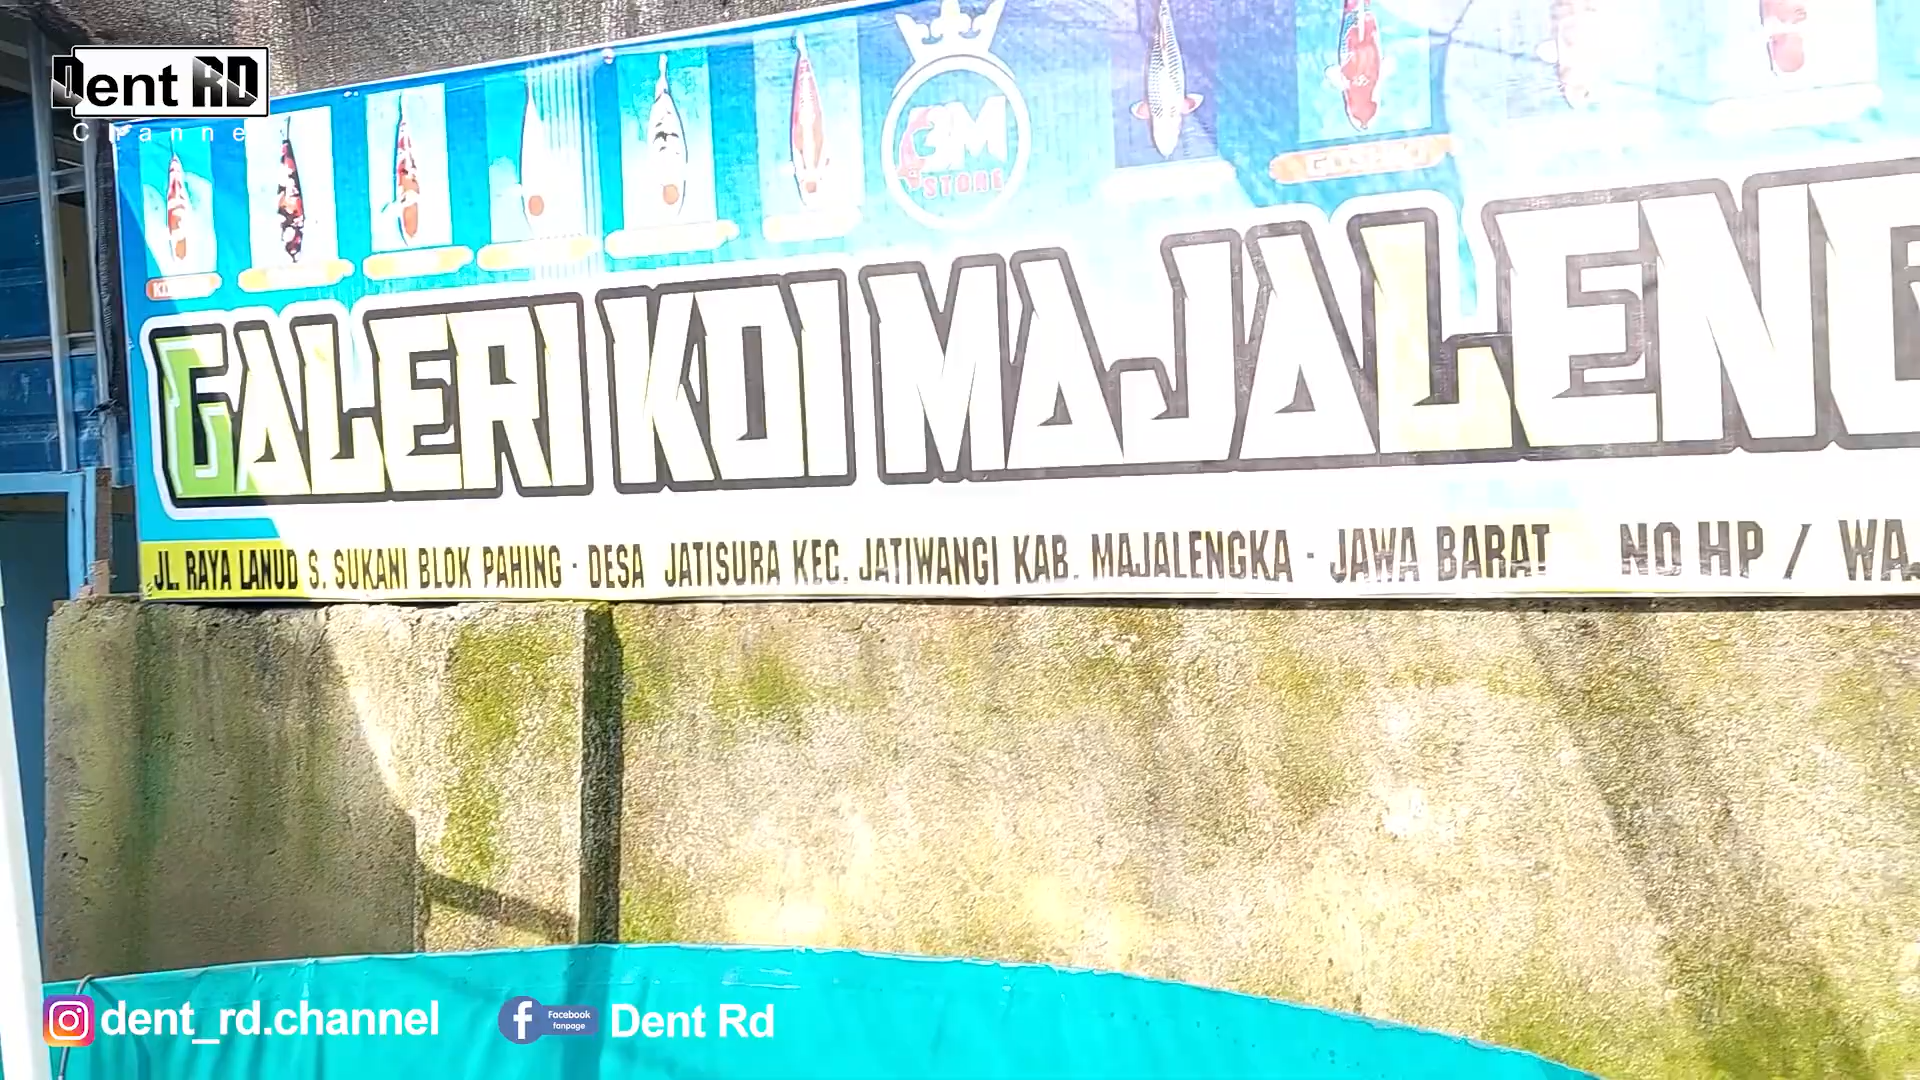 Dent RD
Channel
3M
STORE
GALERI KOI MAJALENG
JL. RAYA LANUD S. SUKANI BLOK PAHING - DESA JATISURA KEC. JATIWANGI KAB. MAJALENGKA - JAWA BARAT NO HP / WA
dent_rd.channel
Facebook
fanpage
Dent Rd